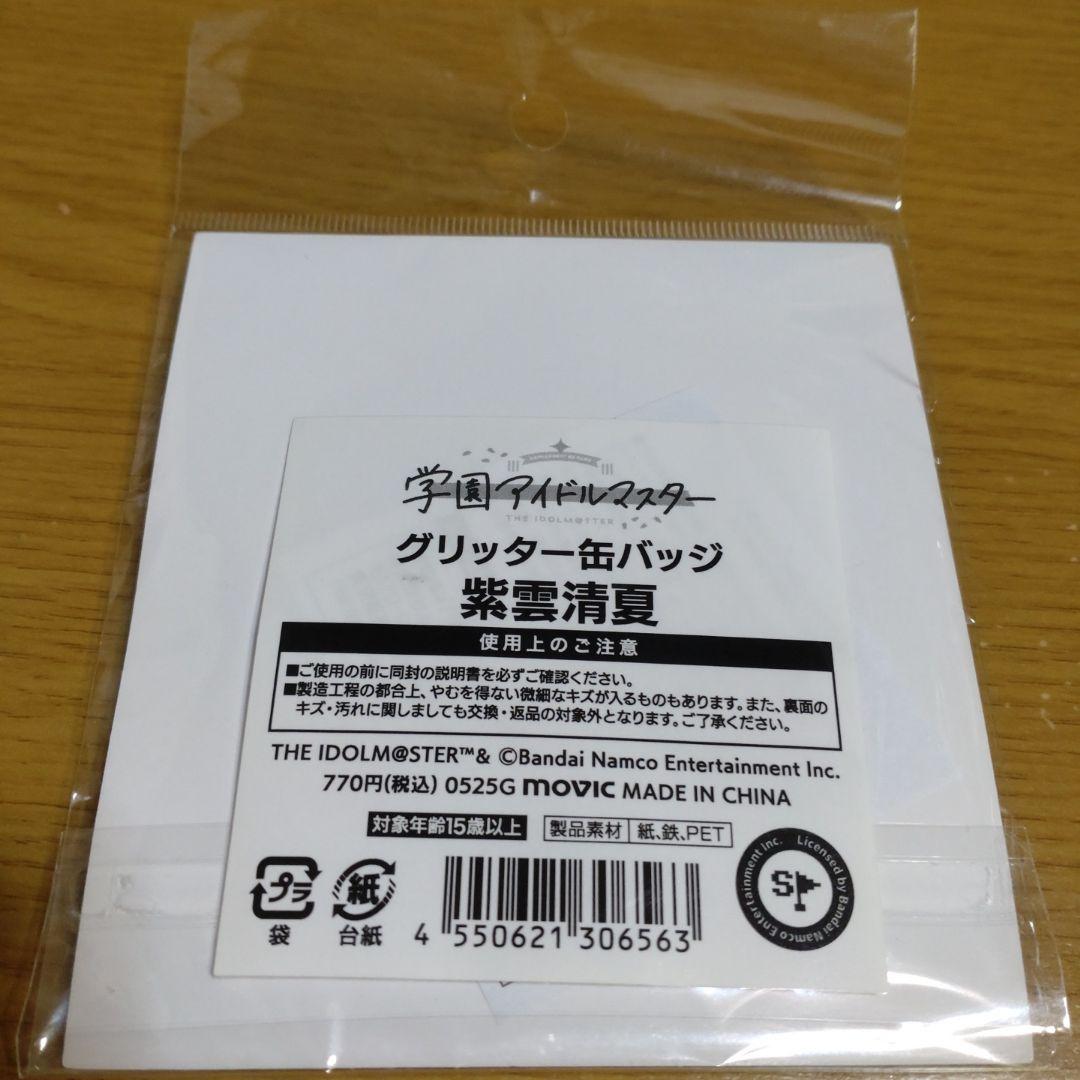 学園アイドルマスター
THE IDOLM@STER
グリッター缶バッジ
紫雲清夏
使用上のご注意
■ご使用の前に同封の説明書を必ずご確認ください。
■製造工程の都合上、やむを得ない微細なキズが入るものもあります。また、裏面の
キズ・汚れに関しましても交換・返品の対象外となります。ご了承ください。
THE IDOLM@STER™& ©Bandai Namco Entertainment Inc.
770円(税込) 0525G movic MADE IN CHINA
対象年齢15歳以上 製品素材 紙、鉄、PET
プラ 袋
紙 台紙
4 550621 306563
Licensed by Bandai Namco Entertainment Inc.
S